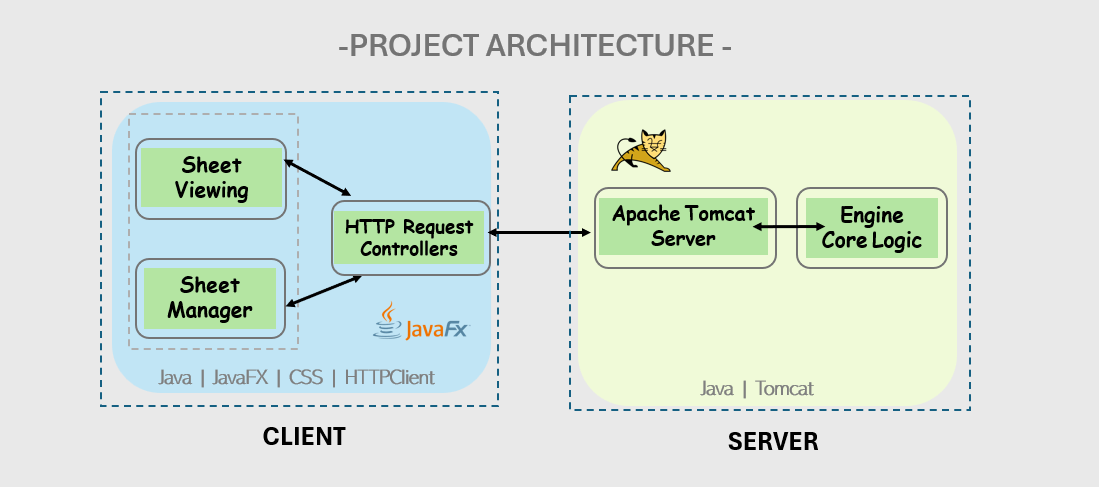 -PROJECT ARCHITECTURE -
Sheet
Viewing
HTTP Request
Controllers
Sheet
Manager
JavaFx
Java | JavaFX | CSS | HTTPClient
CLIENT
Apache Tomcat
Server
Engine
Core Logic
Java | Tomcat
SERVER